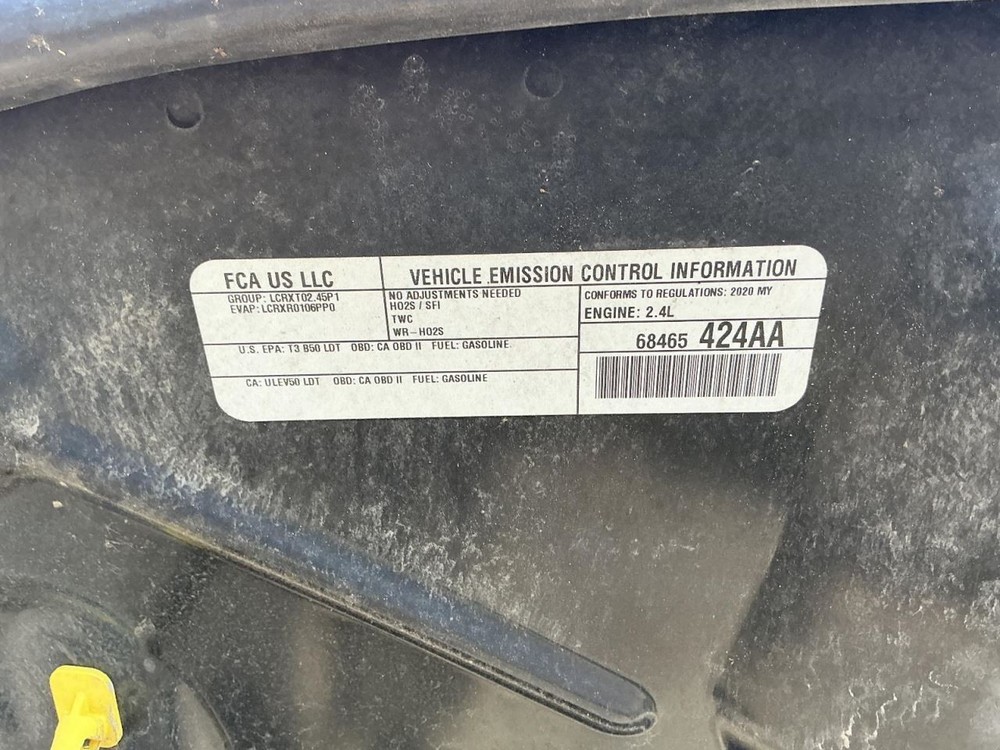 FCA US LLC
VEHICLE EMISSION CONTROL INFORMATION
GROUP: LCRXT02.45P1
EVAP: LCRXR0106PP0
NO ADJUSTMENTS NEEDED
HO2S / SFI
TWC
WR-HO2S
CONFORMS TO REGULATIONS: 2020 MY
ENGINE: 2.4L
U.S. EPA: T3 B50 LDT OBD: CA OBD II FUEL: GASOLINE
68465 424AA
CA: ULEV50 LDT OBD: CA OBD II FUEL: GASOLINE